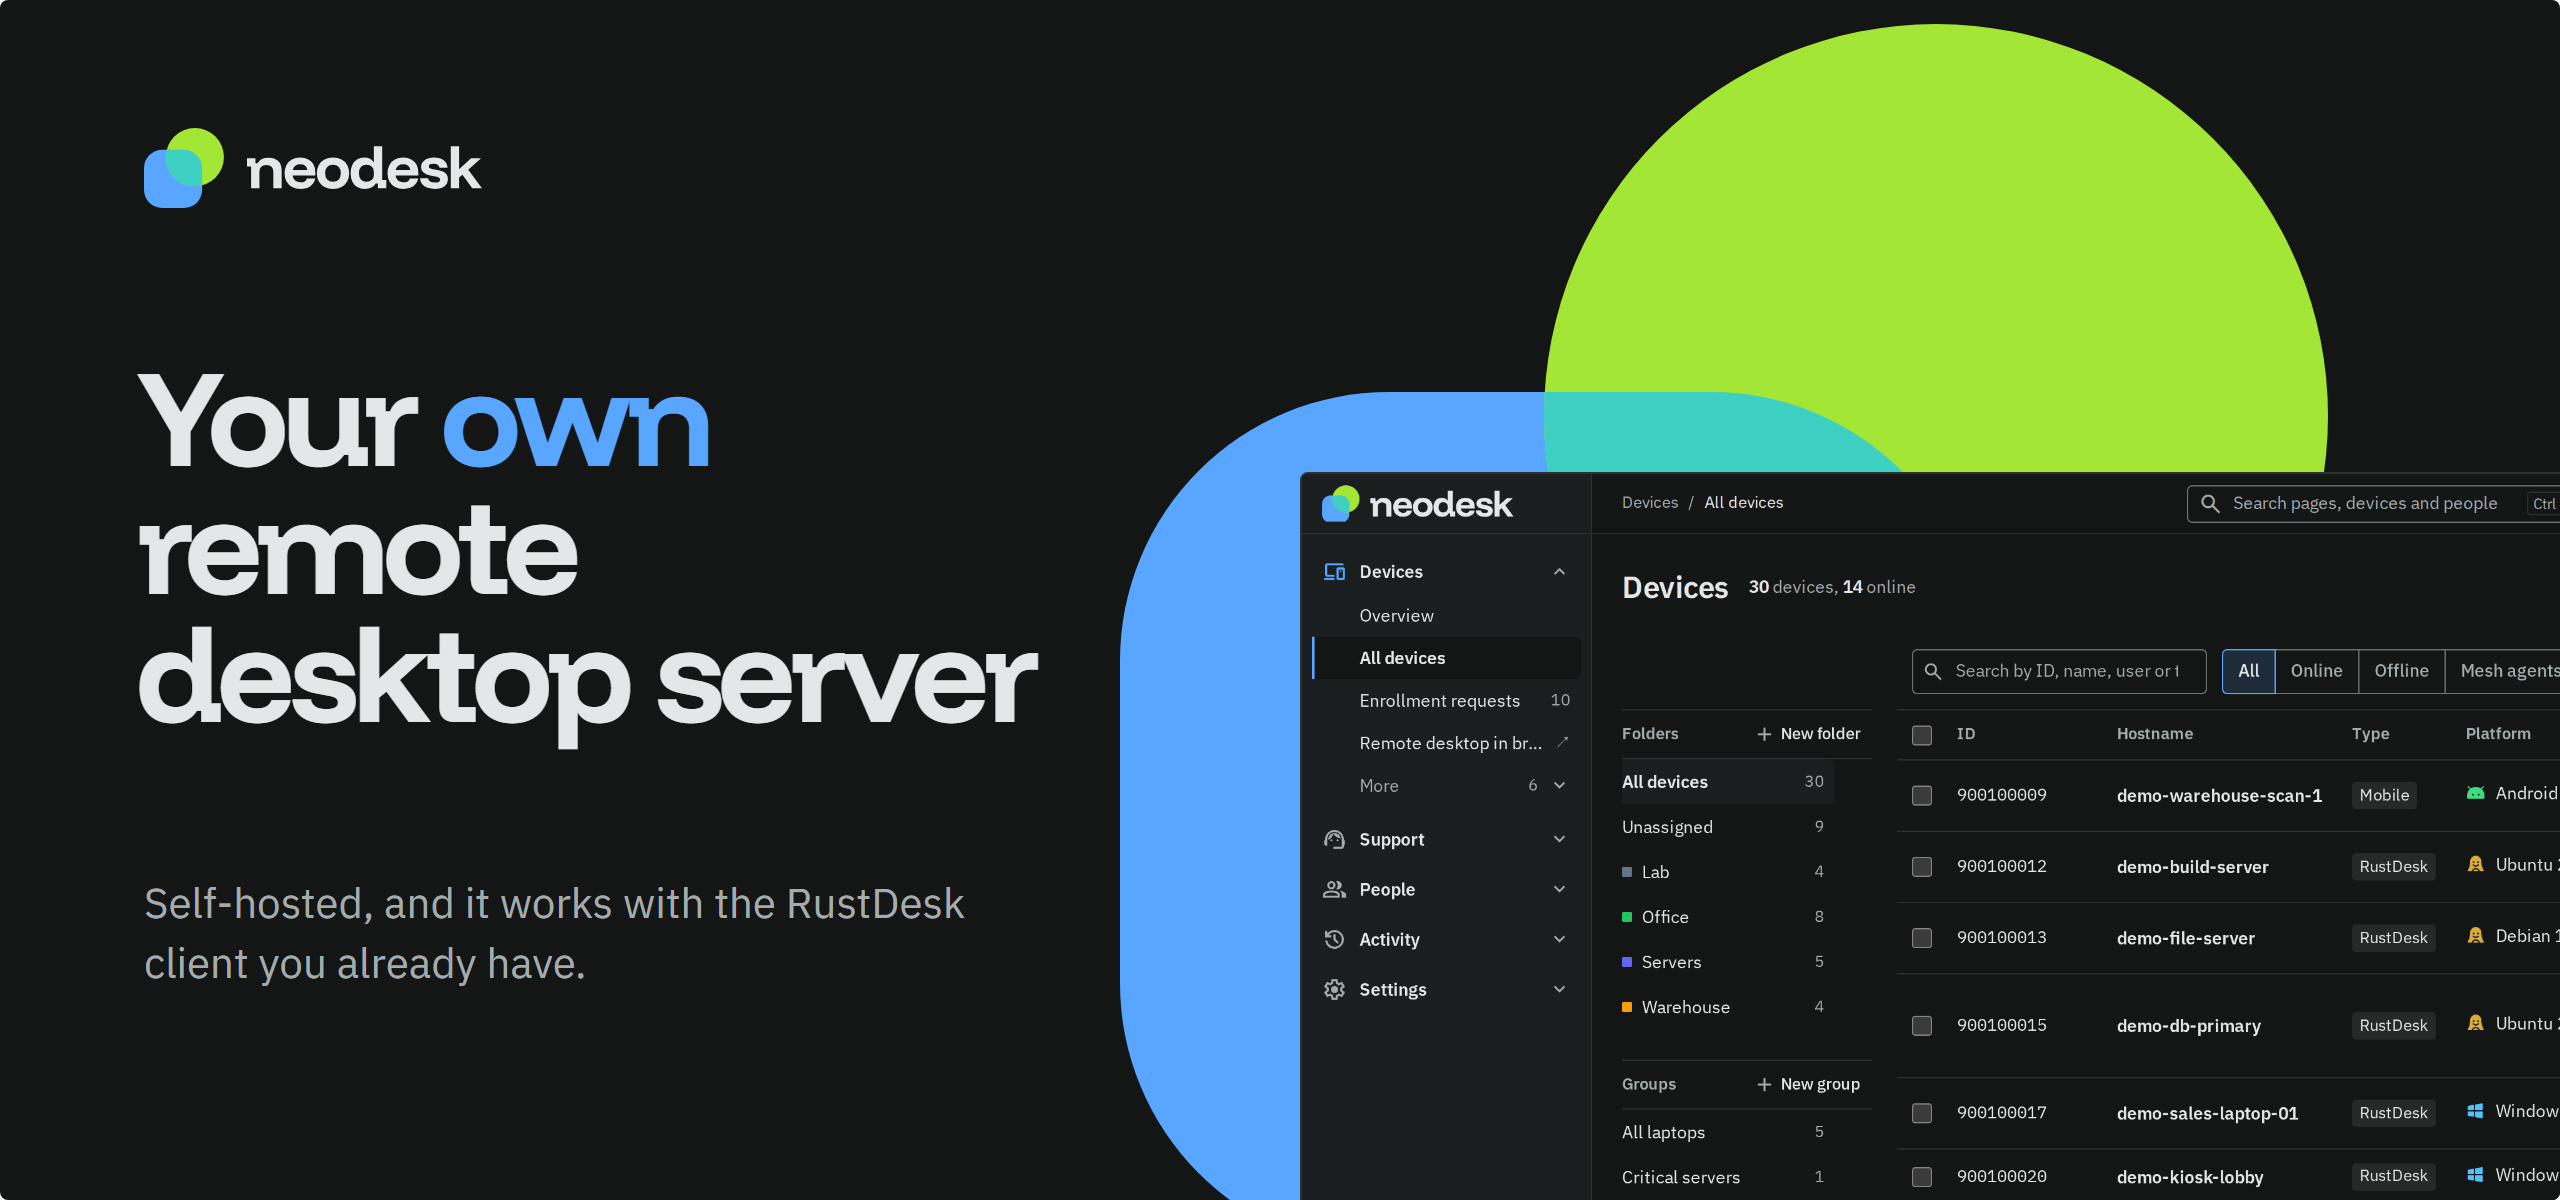 neodesk
Your own
remote
desktop server
Self-hosted, and it works with the RustDesk
client you already have.
neodesk
Devices
Overview
All devices
Enrollment requests 10
Remote desktop in br...
More 6
Support
People
Activity
Settings
Devices / All devices
Search pages, devices and people Ctrl
Devices 30 devices, 14 online
Search by ID, name, user or t
All Online Offline Mesh agents
Folders + New folder
All devices 30
Unassigned 9
Lab 4
Office 8
Servers 5
Warehouse 4
Groups + New group
All laptops 5
Critical servers 1
ID Hostname Type Platform
900100009 demo-warehouse-scan-1 Mobile Android
900100012 demo-build-server RustDesk Ubuntu
900100013 demo-file-server RustDesk Debian 1
900100015 demo-db-primary RustDesk Ubuntu
900100017 demo-sales-laptop-01 RustDesk Window
900100020 demo-kiosk-lobby RustDesk Window